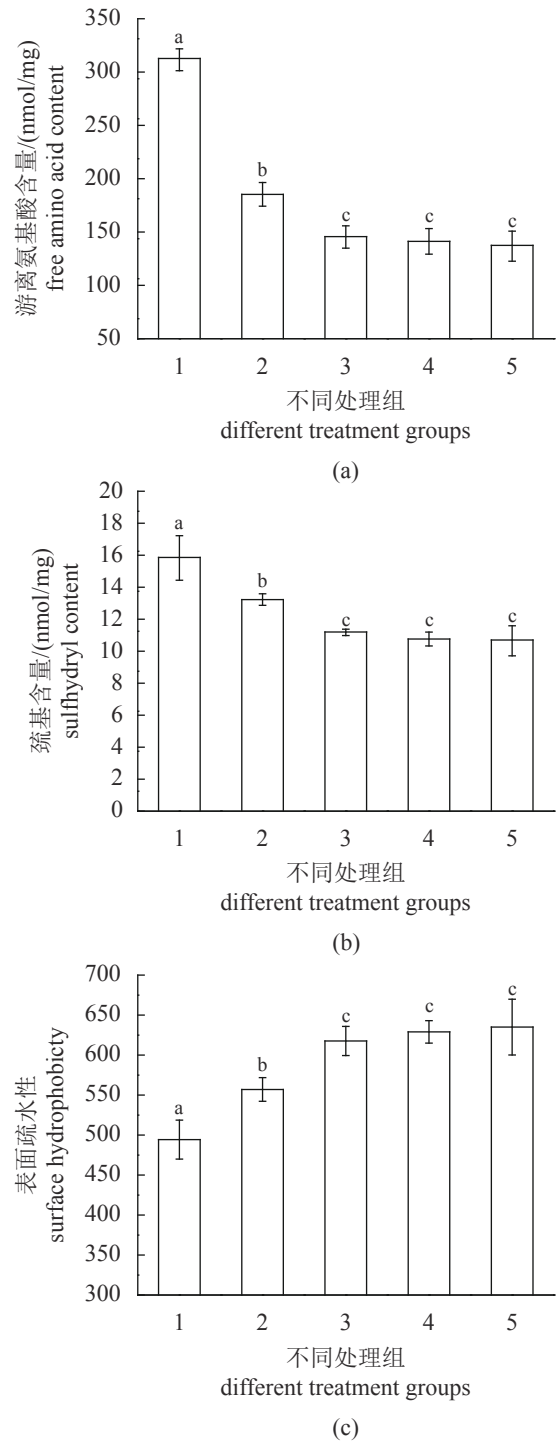 350
300
250
200
150
100
50
游离氨基酸含量/(nmol/mg)
free amino acid content
a
b
c
c
c
1 2 3 4 5
不同处理组
different treatment groups
(a)
20
18
16
14
12
10
8
6
4
2
0
巯基含量/(nmol/mg)
sulfhydryl content
a
b
c
c
c
1 2 3 4 5
不同处理组
different treatment groups
(b)
700
650
600
550
500
450
400
350
300
表面疏水性
surface hydrophobicty
a
b
c
c
c
1 2 3 4 5
不同处理组
different treatment groups
(c)